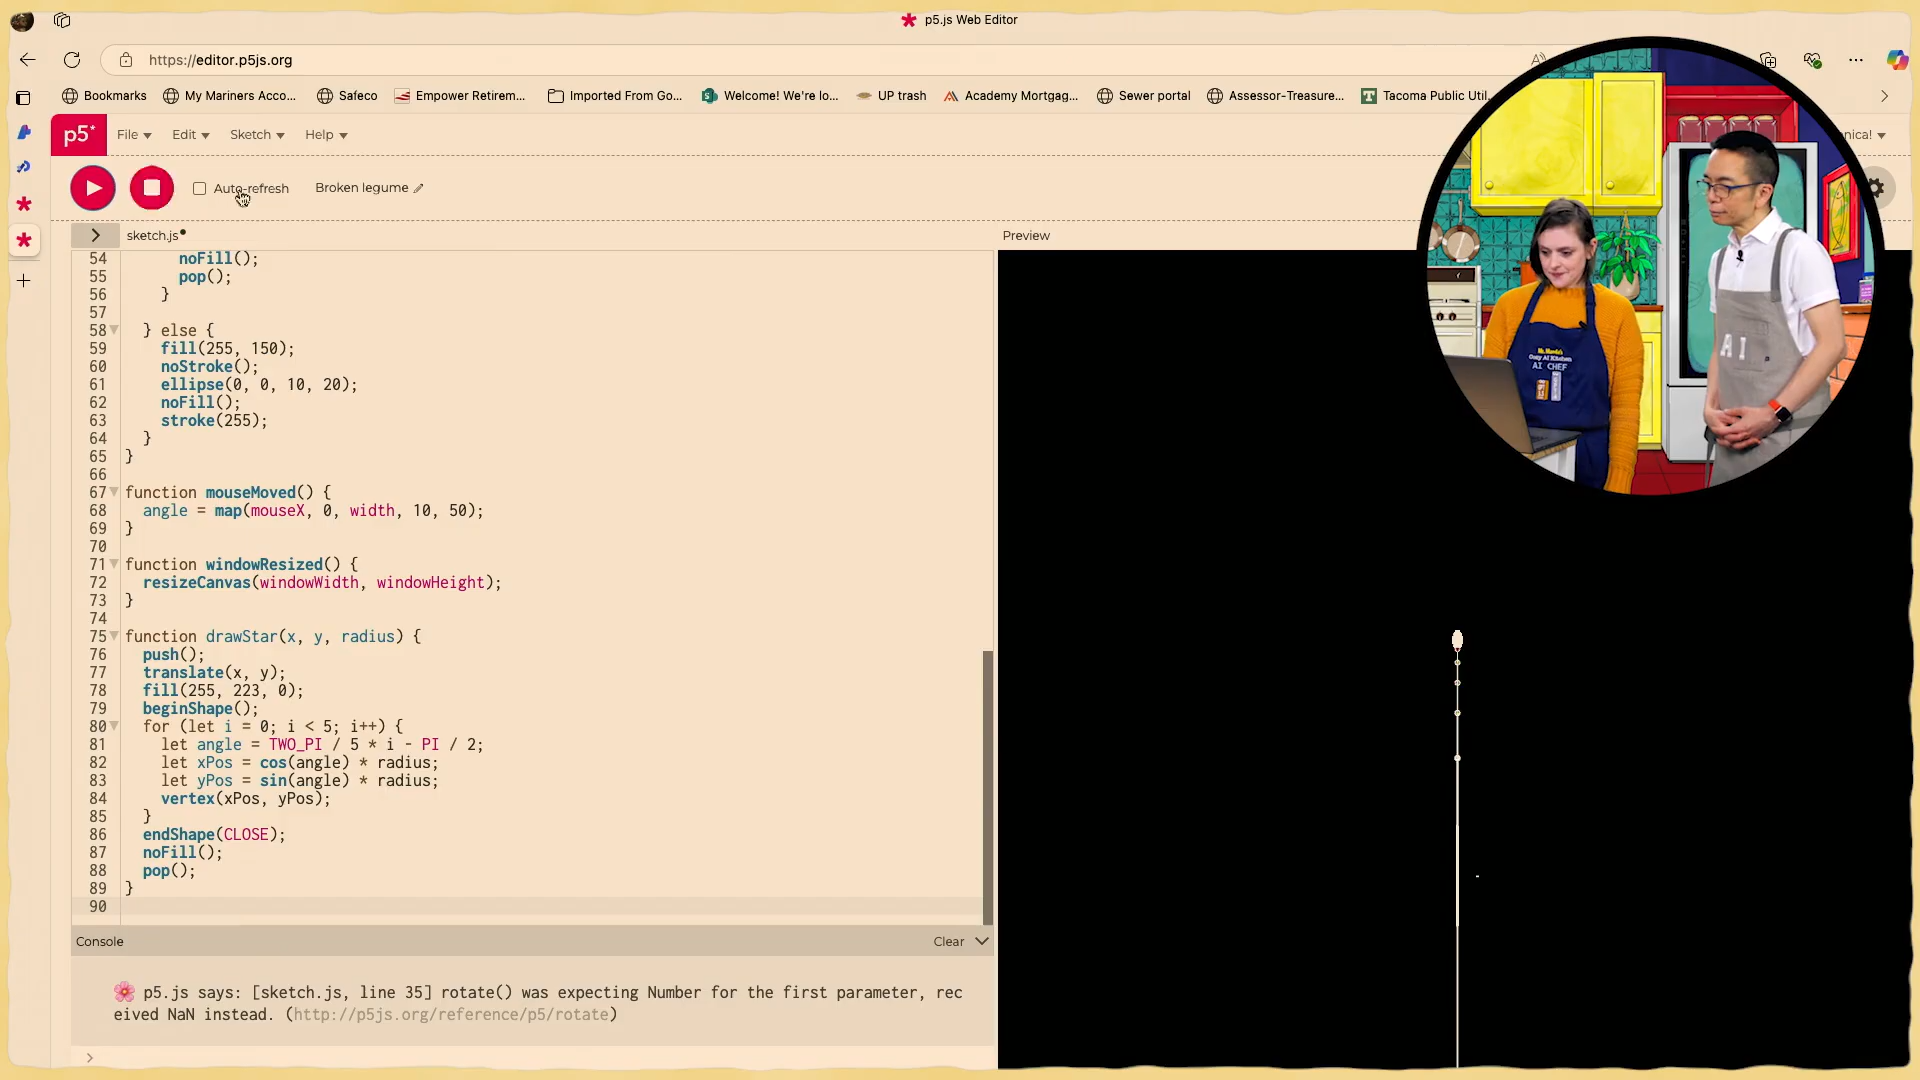 p5.js Web Editor
https://editor.p5js.org
Bookmarks
My Mariners Acco...
Safeco
Empower Retirem...
Imported From Go...
Welcome! We're lo...
UP trash
Academy Mortgag...
Sewer portal
Assessor-Treasure...
Tacoma Public Util...
p5*
File
Edit
Sketch
Help
nica!
Auto-refresh
Broken legume
sketch.js
Preview
54 noFill();
55 pop();
56 }
57
58 } else {
59 fill(255, 150);
60 noStroke();
61 ellipse(0, 0, 10, 20);
62 noFill();
63 stroke(255);
64 }
65 }
66
67 function mouseMoved() {
68 angle = map(mouseX, 0, width, 10, 50);
69 }
70
71 function windowResized() {
72 resizeCanvas(windowWidth, windowHeight);
73 }
74
75 function drawStar(x, y, radius) {
76 push();
77 translate(x, y);
78 fill(255, 223, 0);
79 beginShape();
80 for (let i = 0; i < 5; i++) {
81 let angle = TWO_PI / 5 * i - PI / 2;
82 let xPos = cos(angle) * radius;
83 let yPos = sin(angle) * radius;
84 vertex(xPos, yPos);
85 }
86 endShape(CLOSE);
87 noFill();
88 pop();
89 }
90
Console
Clear
p5.js says: [sketch.js, line 35] rotate() was expecting Number for the first parameter, rec
eived NaN instead. (http://p5js.org/reference/p5/rotate)
>
Cozy AI Kitchen
AI CHEF
AI